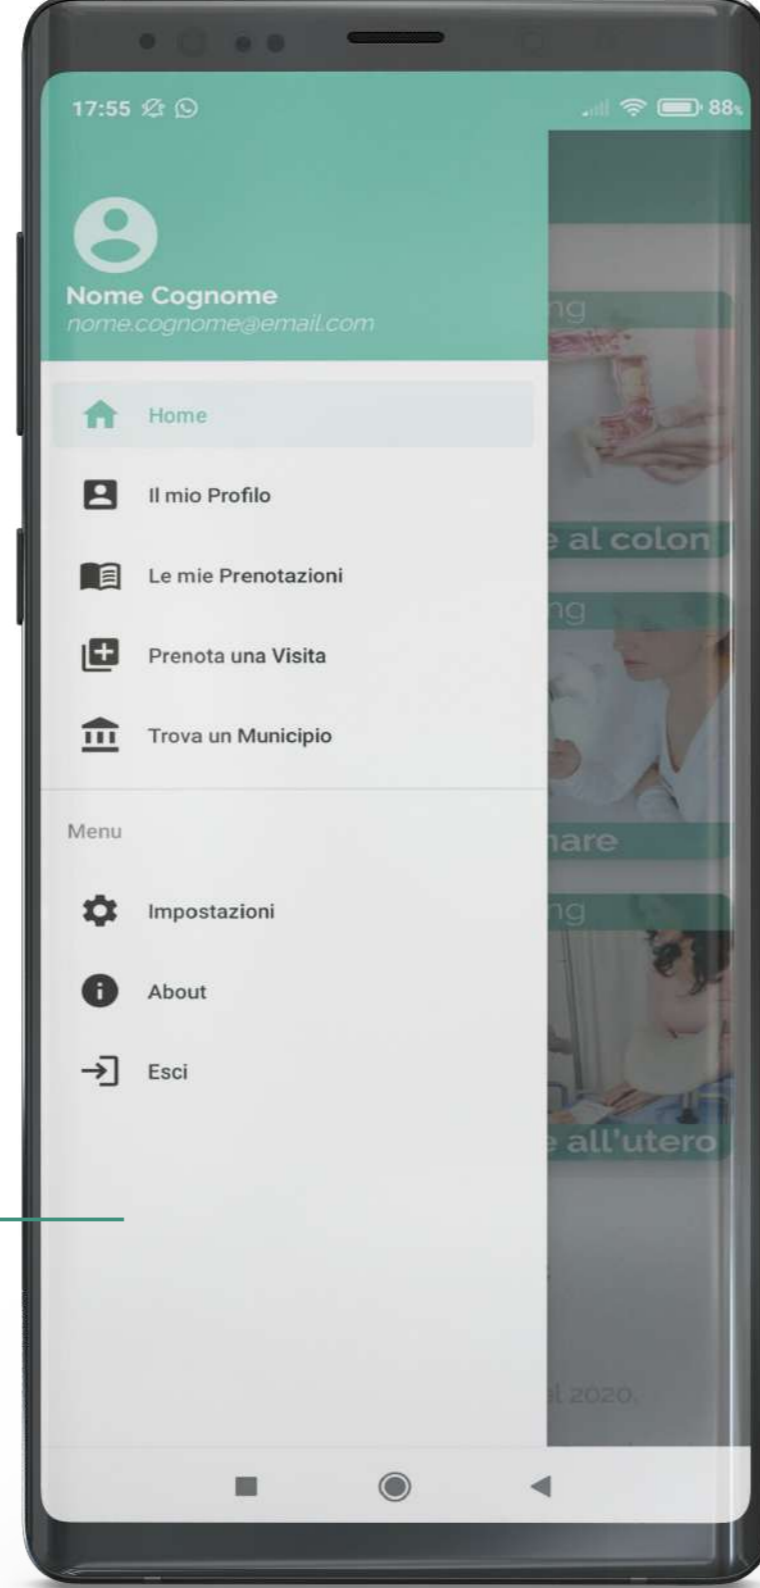 17:55
88%
Nome Cognome
nome.cognome@email.com
ng
Home
Il mio Profilo
e al colon
Le mie Prenotazioni
ng
Prenota una Visita
Trova un Municipio
Menu
nare
ng
Impostazioni
About
Esci
e all'utero
el 2020.